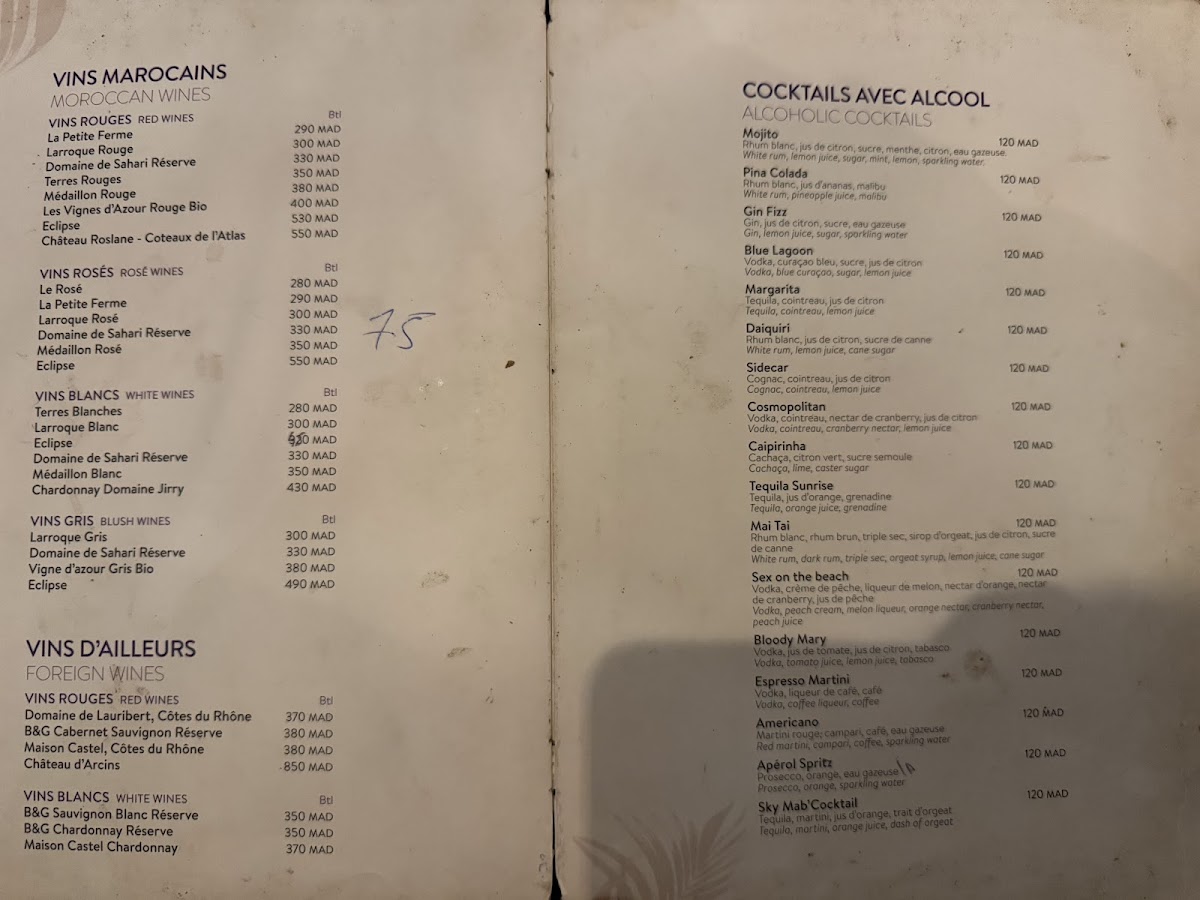 VINS MAROCAINS
MOROCCAN WINES
VINS ROUGES RED WINES Btl
La Petite Ferme 290 MAD
Larroque Rouge 300 MAD
Domaine de Sahari Réserve 330 MAD
Terres Rouges 350 MAD
Médaillon Rouge 380 MAD
Les Vignes d'Azour Rouge Bio 400 MAD
Eclipse 530 MAD
Château Roslane - Coteaux de l'Atlas 550 MAD
VINS ROSÉS ROSÉ WINES Btl
Le Rosé 280 MAD
La Petite Ferme 290 MAD
Larroque Rosé 300 MAD
Domaine de Sahari Réserve 330 MAD
Médaillon Rosé 350 MAD
Eclipse 550 MAD
75
VINS BLANCS WHITE WINES Btl
Terres Blanches 280 MAD
Larroque Blanc 300 MAD
Eclipse MAD
Domaine de Sahari Réserve 330 MAD
Médaillon Blanc 350 MAD
Chardonnay Domaine Jirry 430 MAD
VINS GRIS BLUSH WINES Btl
Larroque Gris 300 MAD
Domaine de Sahari Réserve 330 MAD
Vigne d'azour Gris Bio 380 MAD
Eclipse 490 MAD
VINS D'AILLEURS
FOREIGN WINES
VINS ROUGES RED WINES Btl
Domaine de Lauribert, Côtes du Rhône 370 MAD
B&G Cabernet Sauvignon Réserve 380 MAD
Maison Castel, Côtes du Rhône 380 MAD
Château d'Arcins 850 MAD
VINS BLANCS WHITE WINES Btl
B&G Sauvignon Blanc Réserve 350 MAD
B&G Chardonnay Réserve 350 MAD
Maison Castel Chardonnay 370 MAD
COCKTAILS AVEC ALCOOL
ALCOHOLIC COCKTAILS
Mojito 120 MAD
Rhum blanc, jus de citron, sucre, menthe, citron, eau gazeuse.
White rum, lemon juice, sugar, mint, lemon, sparkling water.
Pina Colada 120 MAD
Rhum blanc, jus d'ananas, malibu
White rum, pineapple juice, malibu
Gin Fizz 120 MAD
Gin, jus de citron, sucre, eau gazeuse
Gin, lemon juice, sugar, sparkling water
Blue Lagoon 120 MAD
Vodka, curaçao bleu, sucre, jus de citron
Vodka, blue curaçao, sugar, lemon juice
Margarita 120 MAD
Tequila, cointreau, jus de citron
Tequila, cointreau, lemon juice
Daiquiri 120 MAD
Rhum blanc, jus de citron, sucre de canne
White rum, lemon juice, cane sugar
Sidecar 120 MAD
Cognac, cointreau, jus de citron
Cognac, cointreau, lemon juice
Cosmopolitan 120 MAD
Vodka, cointreau, nectar de cranberry, jus de citron
Vodka, cointreau, cranberry nectar, lemon juice
Caipirinha 120 MAD
Cachaça, citron vert, sucre semoule
Cachaça, lime, caster sugar
Tequila Sunrise 120 MAD
Tequila, jus d'orange, grenadine
Tequila, orange juice, grenadine
Mai Tai 120 MAD
Rhum blanc, rhum brun, triple sec, sirop d'orgeat, jus de citron, sucre
de canne
White rum, dark rum, triple sec, orgeat syrup, lemon juice, cane sugar
Sex on the beach 120 MAD
Vodka, crème de pêche, liqueur de melon, nectar d'orange, nectar
de cranberry, jus de pêche
Vodka, peach cream, melon liqueur, orange nectar, cranberry nectar,
peach juice
Bloody Mary 120 MAD
Vodka, jus de tomate, jus de citron, tabasco
Vodka, tomato juice, lemon juice, tabasco
Espresso Martini 120 MAD
Vodka, liqueur de café, café
Vodka, coffee liqueur, coffee
Americano 120 MAD
Martini rouge, campari, café, eau gazeuse
Red martini, campari, coffee, sparkling water
Apérol Spritz 120 MAD
Prosecco, orange, eau gazeuse
Prosecco, orange, sparkling water
Sky Mab'Cocktail 120 MAD
Tequila, martini, jus d'orange, trait d'orgeat
Tequila, martini, orange juice, dash of orgeat